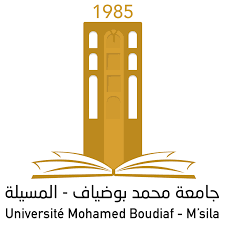 1985
جامعة محمد بوضياف - المسيلة
Université Mohamed Boudiaf - M'sila